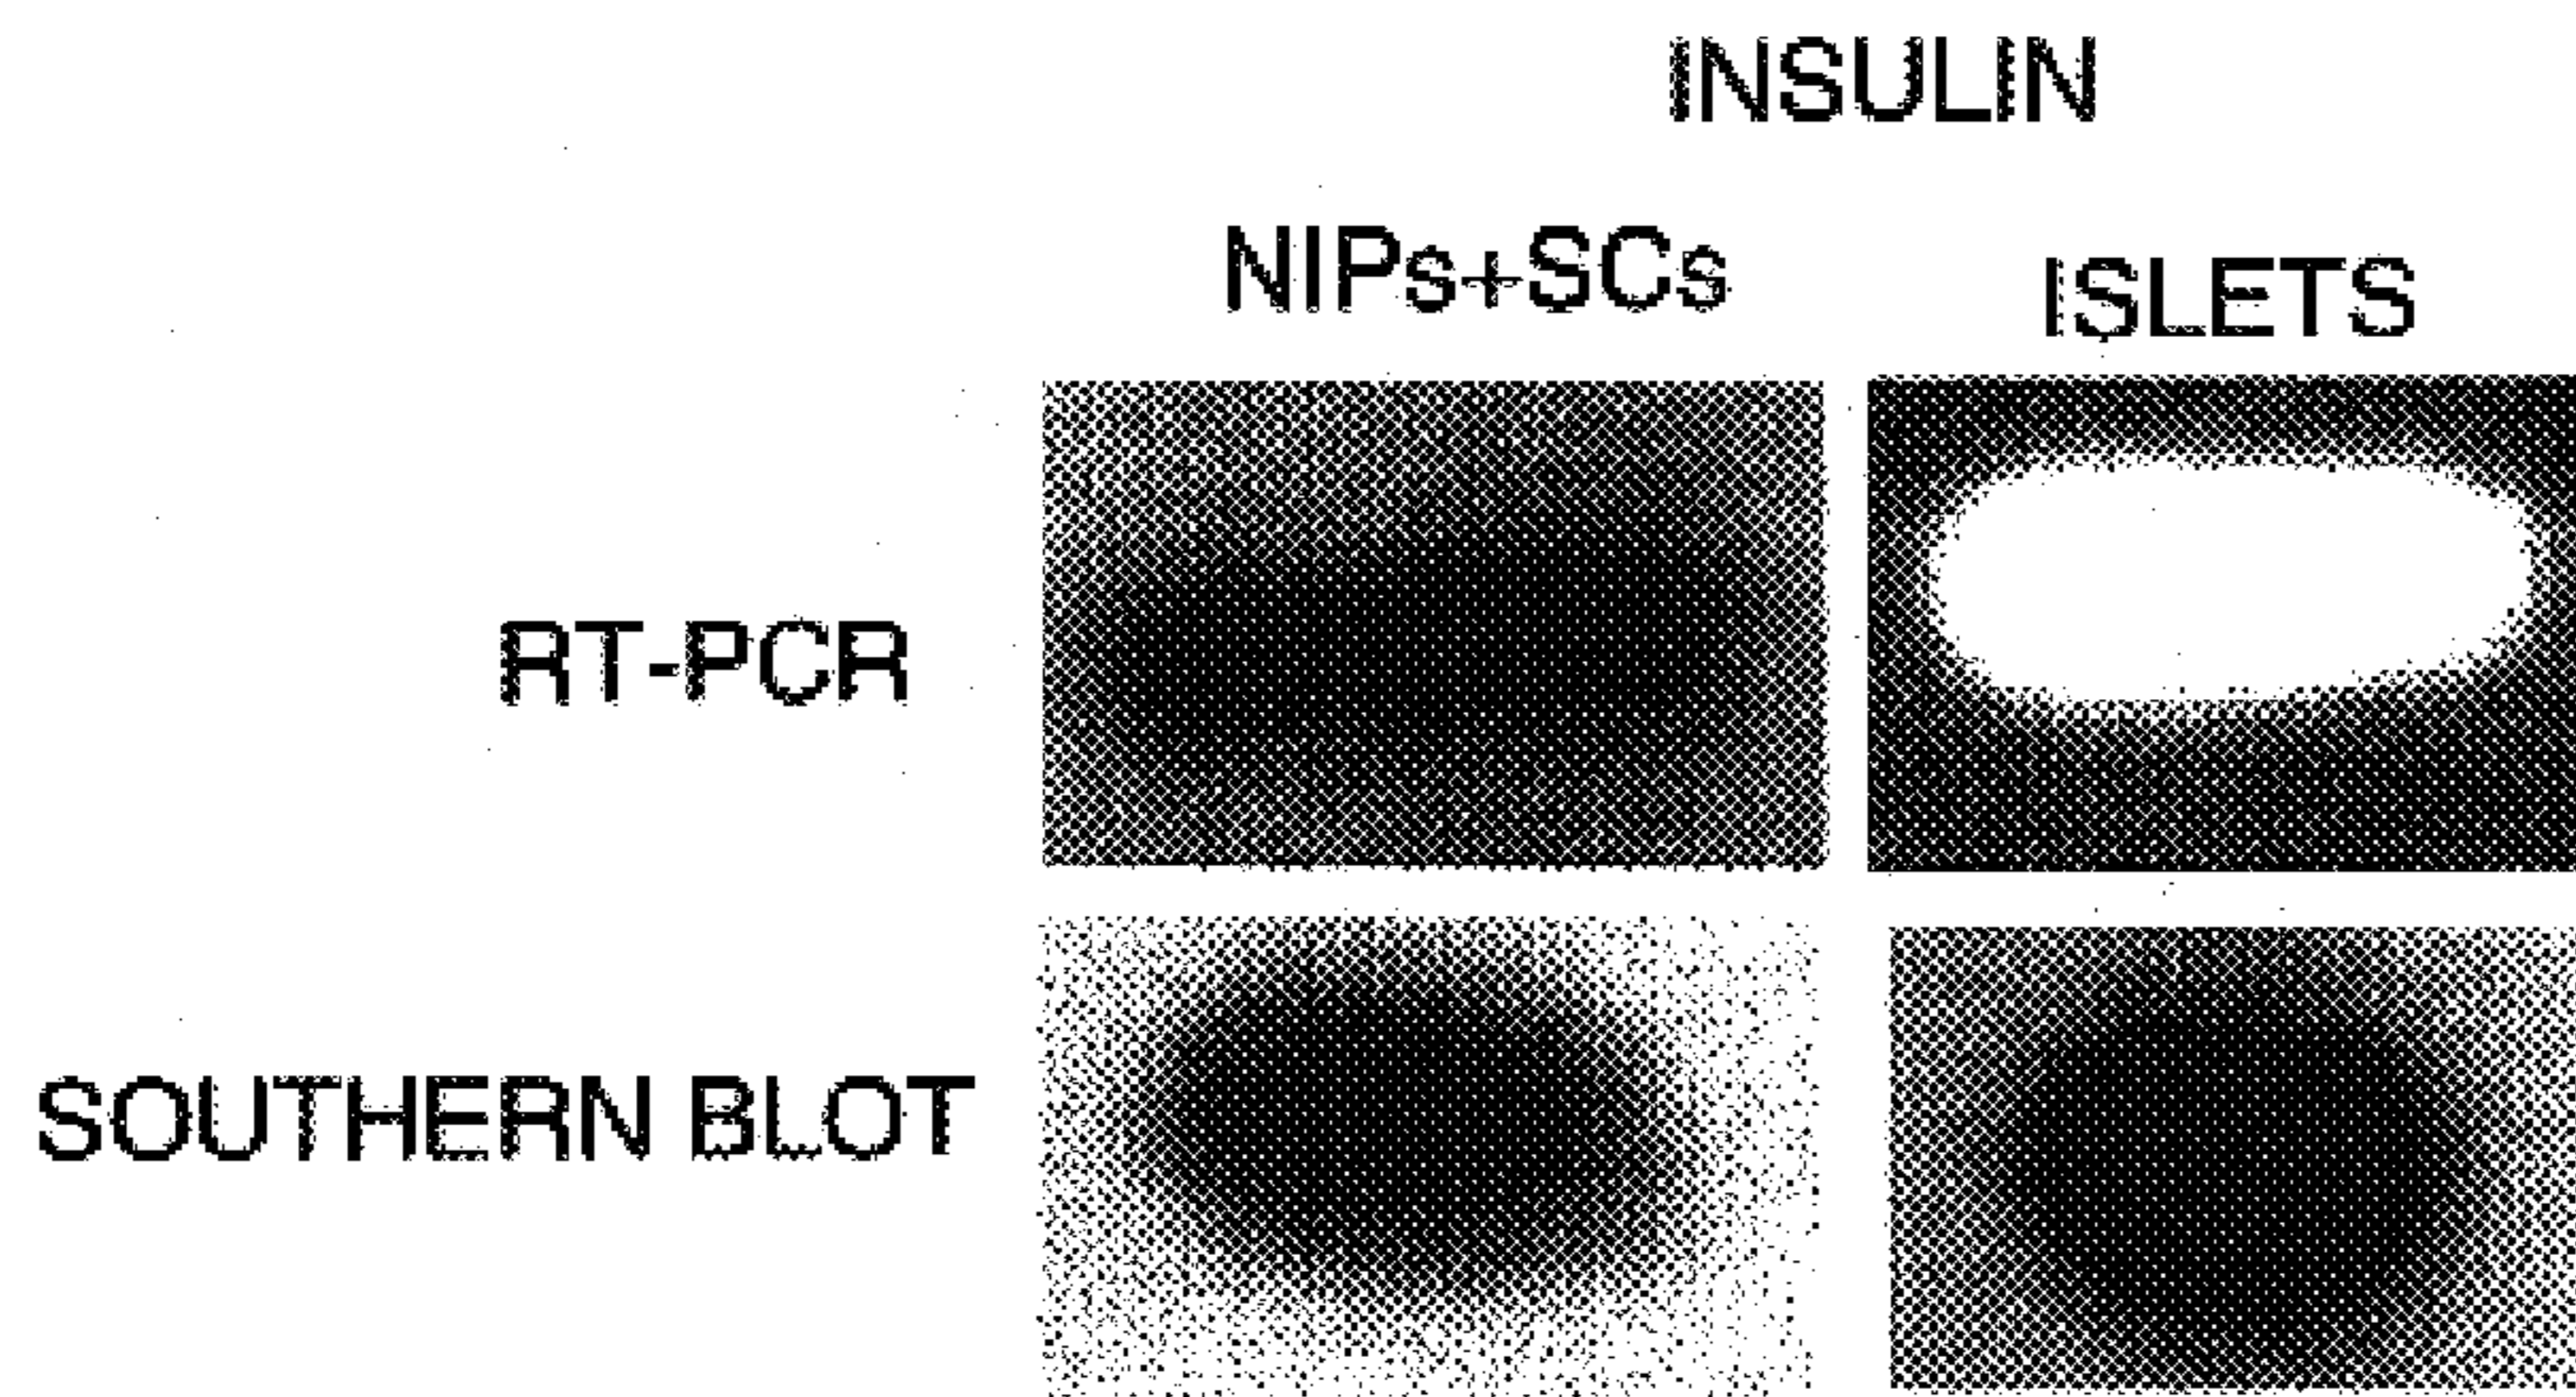 INSULIN
NIPs+SCs
ISLETS
RT-PCR
SOUTHERN BLOT